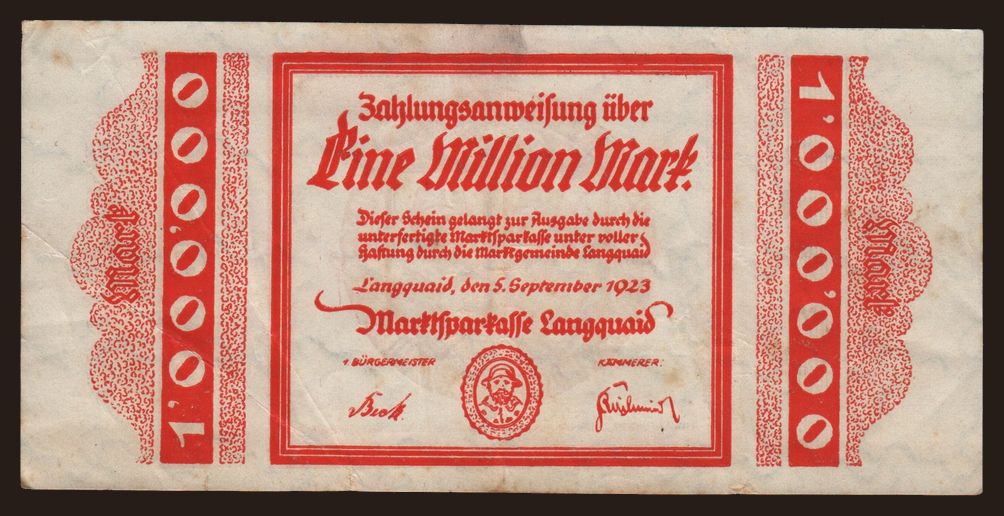 Zahlungsanweisung über
Eine Million Mark.
Dieser Schein gelangt zur Ausgabe durch die
unterfertigte Marktsparkasse unter voller
Haftung durch die Marktgemeinde Langquaid
Langquaid, den 5. September 1923
Marktsparkasse Langquaid
1. BÜRGERMEISTER
KÄMMERER:
1'000'000
Mark
1'000'000
Mark